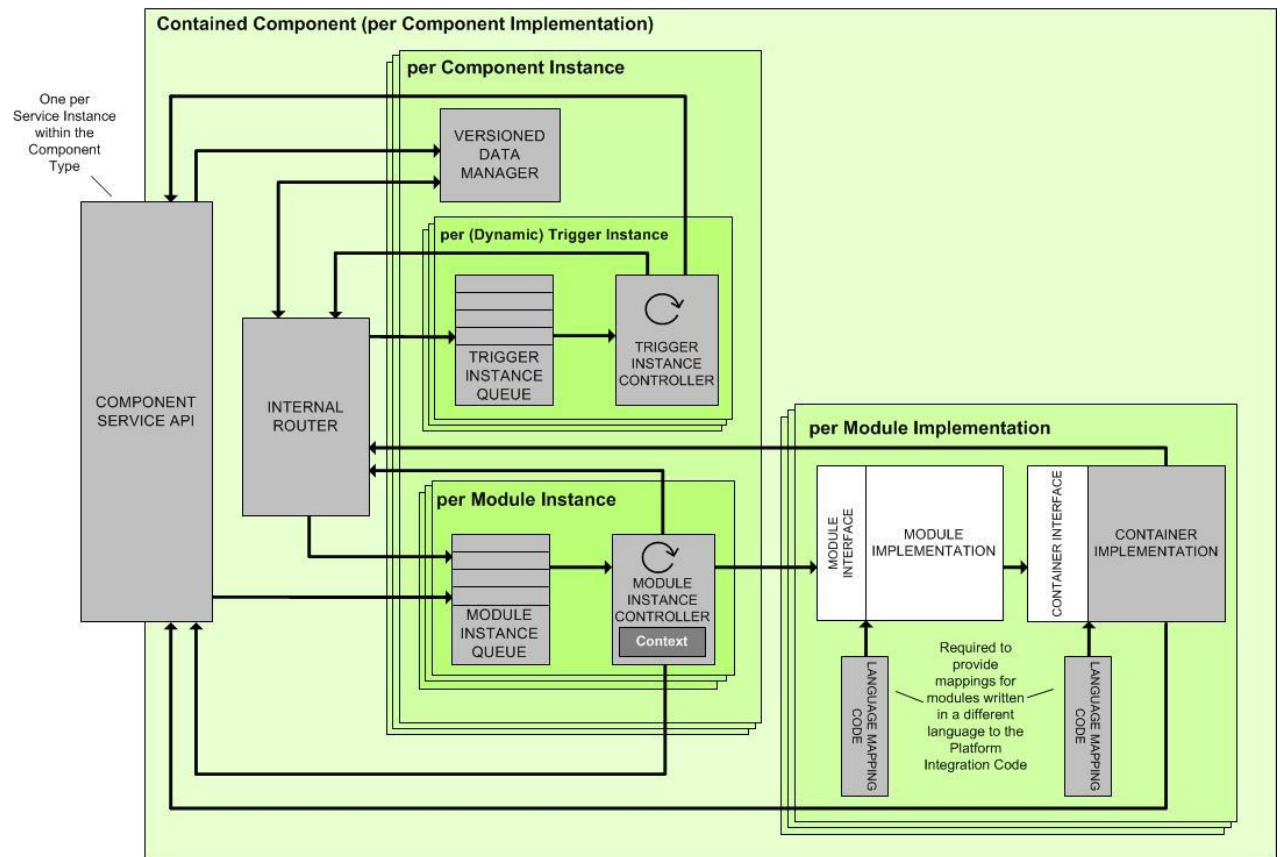 Contained Component (per Component Implementation)
per Component Instance
One per
Service Instance
within the
Component
Type
VERSIONED
DATA
MANAGER
per (Dynamic) Trigger Instance
TRIGGER
INSTANCE
QUEUE
TRIGGER
INSTANCE
CONTROLLER
COMPONENT
SERVICE API
INTERNAL
ROUTER
per Module Implementation
per Module Instance
MODULE
INSTANCE
QUEUE
MODULE
INSTANCE
CONTROLLER
Context
MODULE
INTERFACE
MODULE
IMPLEMENTATION
CONTAINER INTERFACE
CONTAINER
IMPLEMENTATION
LANGUAGE MAPPING
CODE
Required to
provide
mappings for
modules written
in a different
language to the
Platform
Integration Code
LANGUAGE MAPPING
CODE